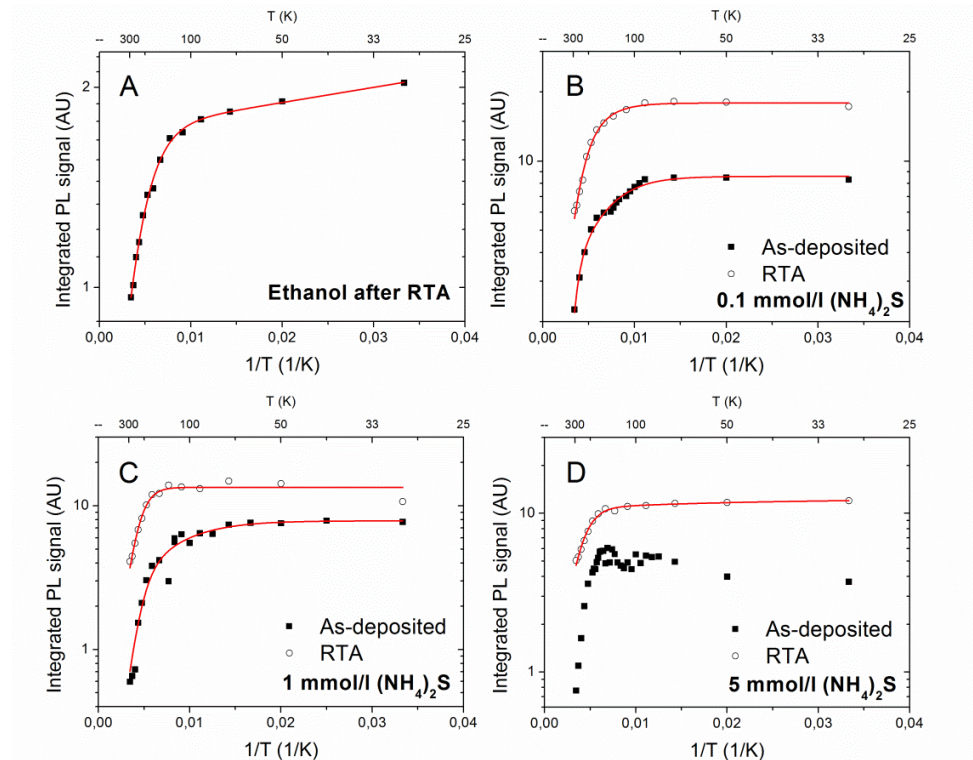 T (K)
-- 300 100 50 33 25
A
2
1
Integrated PL signal (AU)
Ethanol after RTA
0,00 0,01 0,02 0,03 0,04
1/T (1/K)
T (K)
-- 300 100 50 33 25
B
10
Integrated PL signal (AU)
As-deposited
RTA
0.1 mmol/l (NH₄)₂S
0,00 0,01 0,02 0,03 0,04
1/T (1/K)
T (K)
-- 300 100 50 33 25
C
10
1
Integrated PL signal (AU)
As-deposited
RTA
1 mmol/l (NH₄)₂S
0,00 0,01 0,02 0,03 0,04
1/T (1/K)
T (K)
-- 300 100 50 33 25
D
10
1
Integrated PL signal (AU)
As-deposited
RTA
5 mmol/l (NH₄)₂S
0,00 0,01 0,02 0,03 0,04
1/T (1/K)